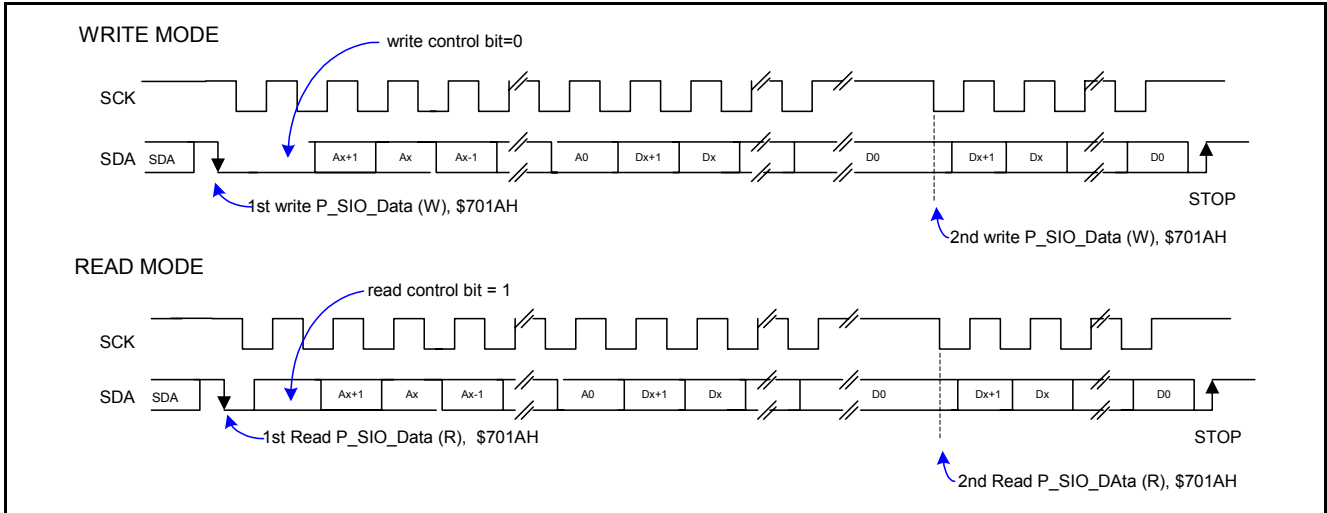 WRITE MODE
write control bit=0
SCK
SDA SDA Ax+1 Ax Ax-1 A0 Dx+1 Dx D0 Dx+1 Dx D0
STOP
1st write P_SIO_Data (W), $701AH
2nd write P_SIO_Data (W), $701AH
READ MODE
read control bit = 1
SCK
SDA SDA Ax+1 Ax Ax-1 A0 Dx+1 Dx D0 Dx+1 Dx D0
1st Read P_SIO_Data (R), $701AH
STOP
2nd Read P_SIO_DAta (R), $701AH